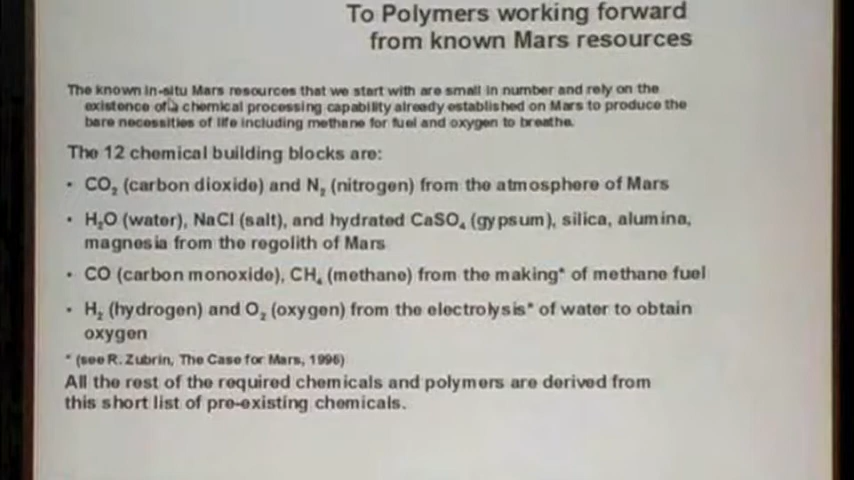 To Polymers working forward
from known Mars resources
The known in-situ Mars resources that we start with are small in number and rely on the
existence of chemical processing capability already established on Mars to produce the
bare necessities of life including methane for fuel and oxygen to breathe.
The 12 chemical building blocks are:
• CO₂ (carbon dioxide) and N₂ (nitrogen) from the atmosphere of Mars
• H₂O (water), NaCl (salt), and hydrated CaSO₄ (gypsum), silica, alumina,
magnesia from the regolith of Mars
• CO (carbon monoxide), CH₄ (methane) from the making* of methane fuel
• H₂ (hydrogen) and O₂ (oxygen) from the electrolysis* of water to obtain
oxygen
* (see R. Zubrin, The Case for Mars, 1996)
All the rest of the required chemicals and polymers are derived from
this short list of pre-existing chemicals.